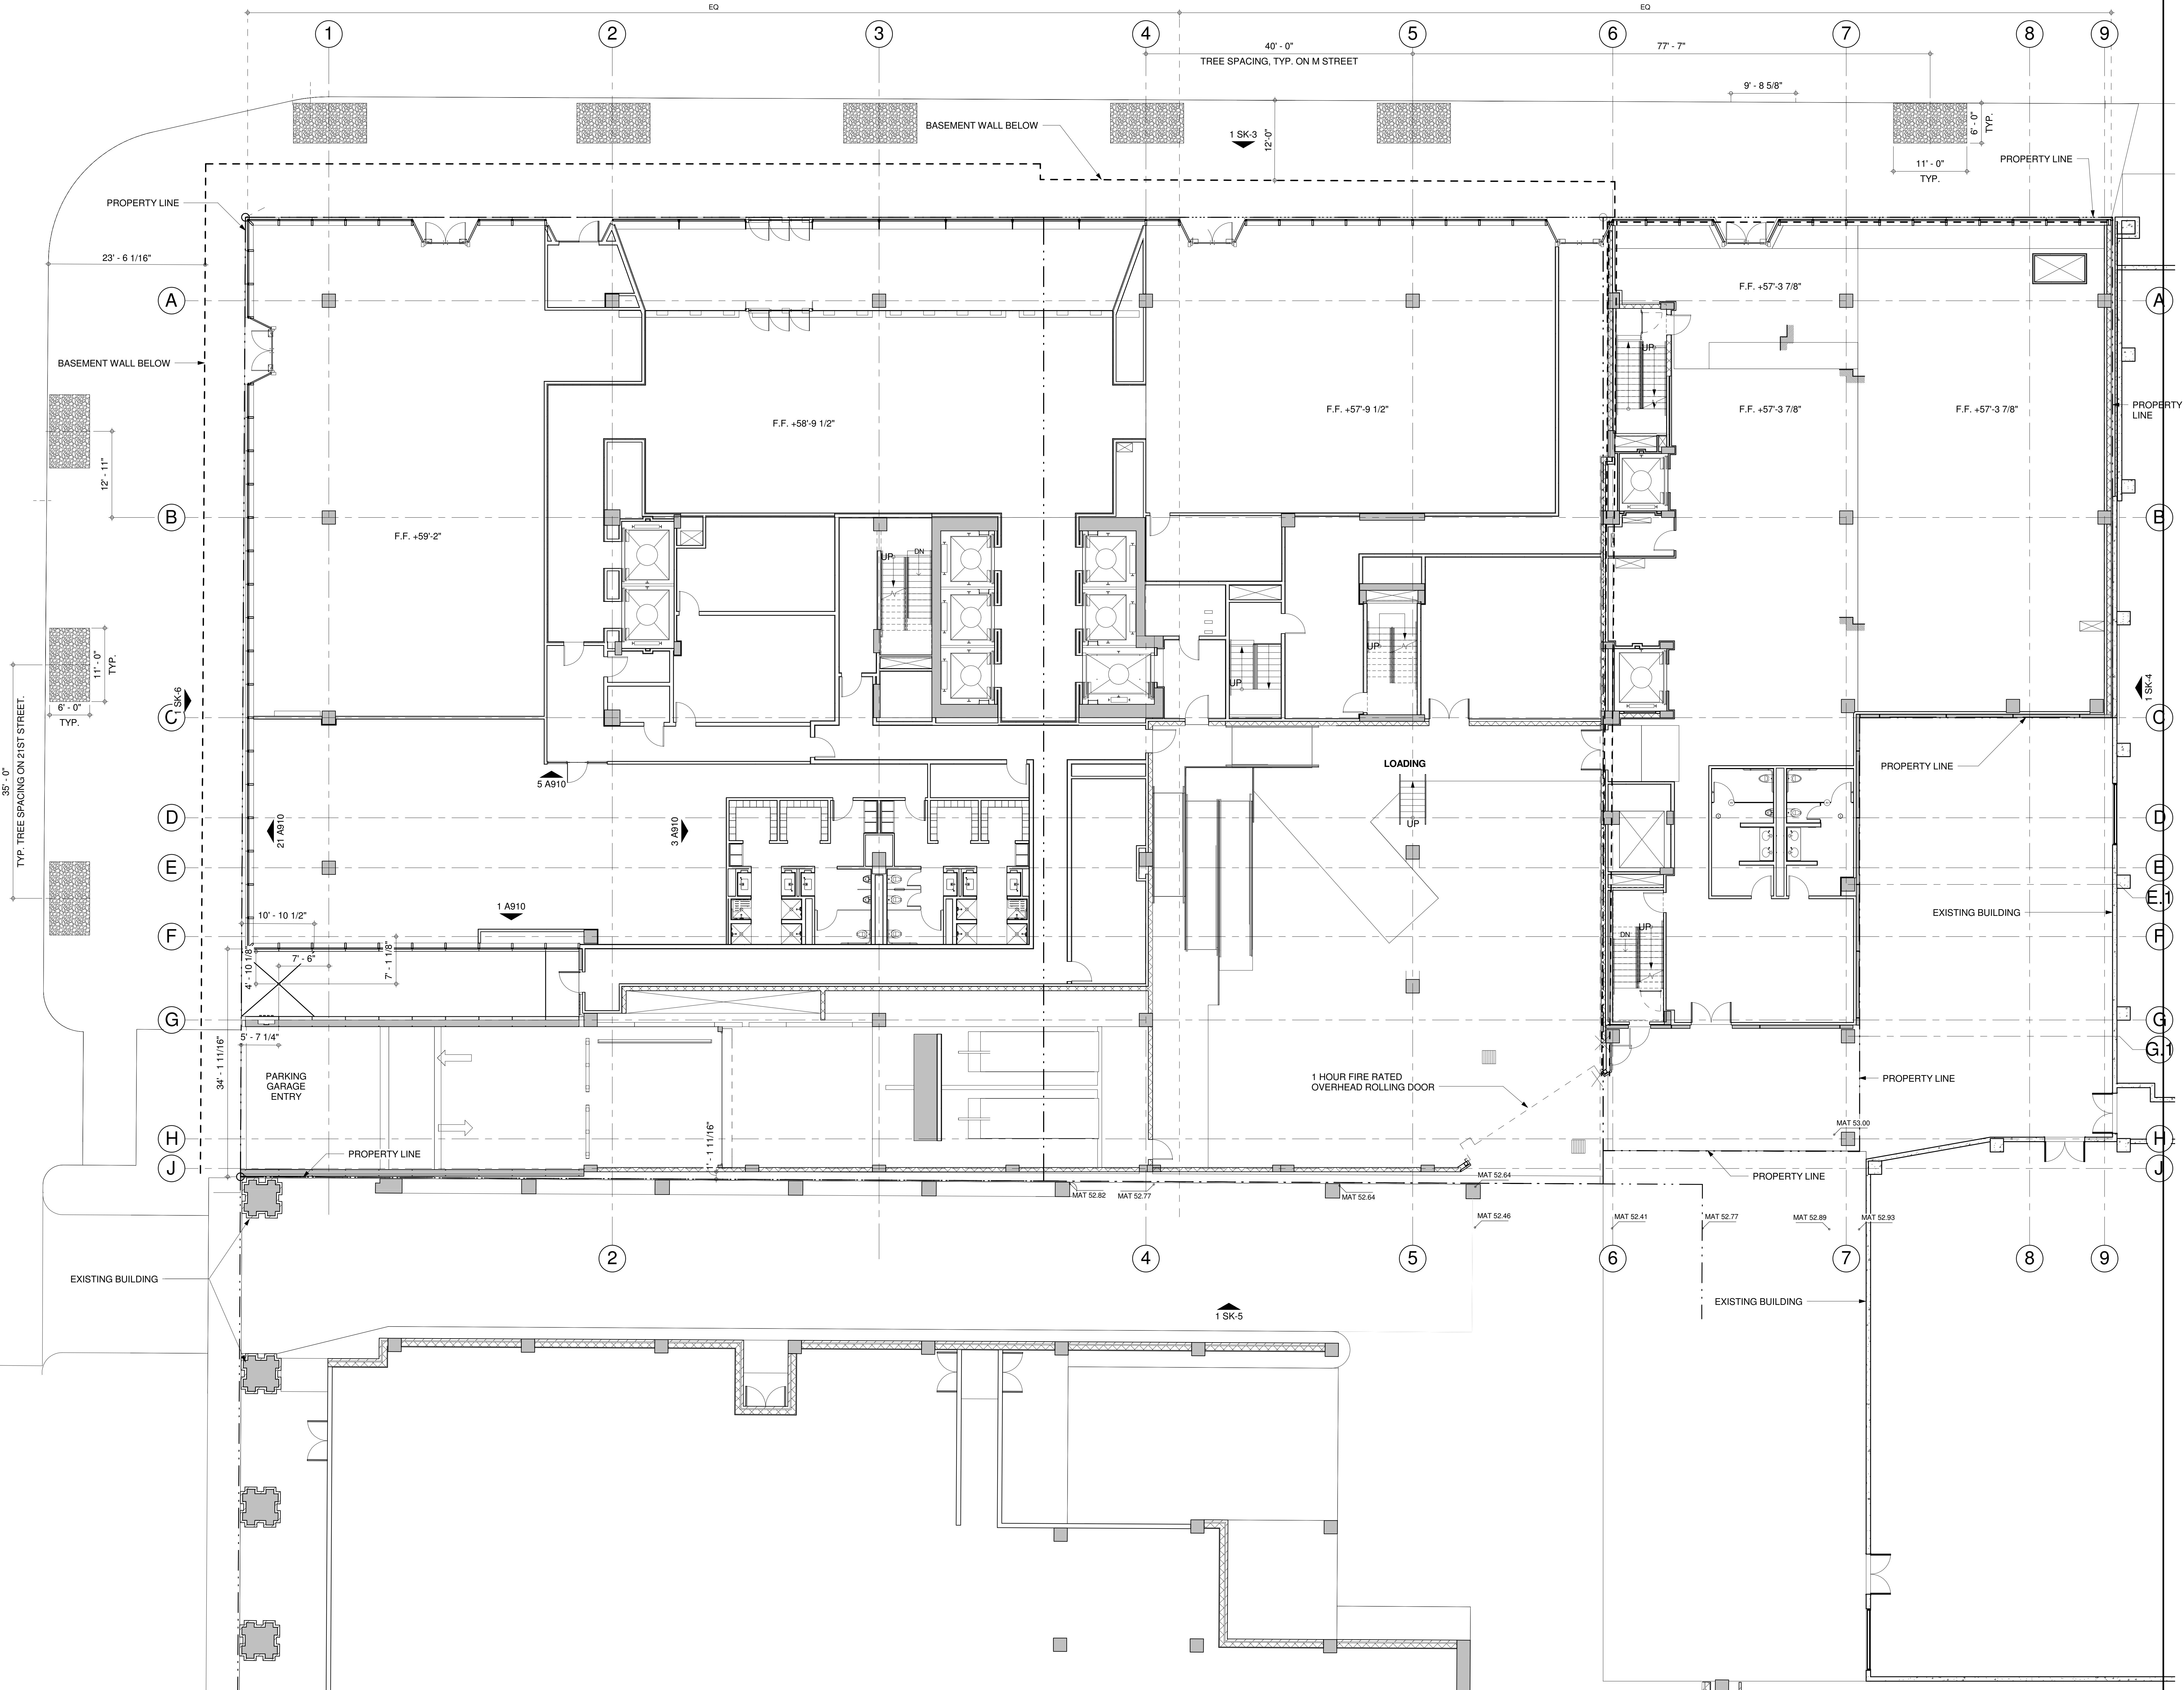 EQ
EQ
1
2
3
4
5
6
7
8
9
40' - 0"
77' - 7"
TREE SPACING, TYP. ON M STREET
9' - 8 5/8"
BASEMENT WALL BELOW
1 SK-3
12'-0"
6' - 0"
TYP.
11' - 0"
TYP.
PROPERTY LINE
PROPERTY LINE
23' - 6 1/16"
A
A
F.F. +57'-3 7/8"
UP
BASEMENT WALL BELOW
PROPERTY
LINE
F.F. +58'-9 1/2"
F.F. +57'-9 1/2"
F.F. +57'-3 7/8"
F.F. +57'-3 7/8"
12' - 11"
B
B
F.F. +59'-2"
UP
DN
11' - 0"
TYP.
UP
UP
1 SK-6
1 SK-4
6' - 0"
TYP.
C
C
35' - 0"
TYP. TREE SPACING ON 21ST STREET.
LOADING
PROPERTY LINE
5 A910
D
D
21 A910
3 A910
UP
E
E
E.1
1 A910
10' - 10 1/2"
EXISTING BUILDING
F
F
UP
DN
4' - 10 1/8"
7' - 6"
7' - 1 1/8"
G
G
G.1
5' - 7 1/4"
34' - 1 11/16"
PARKING
GARAGE
ENTRY
1 HOUR FIRE RATED
OVERHEAD ROLLING DOOR
PROPERTY LINE
MAT 53.00
H
H
1' - 1 11/16"
PROPERTY LINE
J
J
MAT 52.64
PROPERTY LINE
MAT 52.82
MAT 52.77
MAT 52.64
MAT 52.46
MAT 52.41
MAT 52.77
MAT 52.89
MAT 52.93
2
4
5
6
7
8
9
EXISTING BUILDING
EXISTING BUILDING
1 SK-5